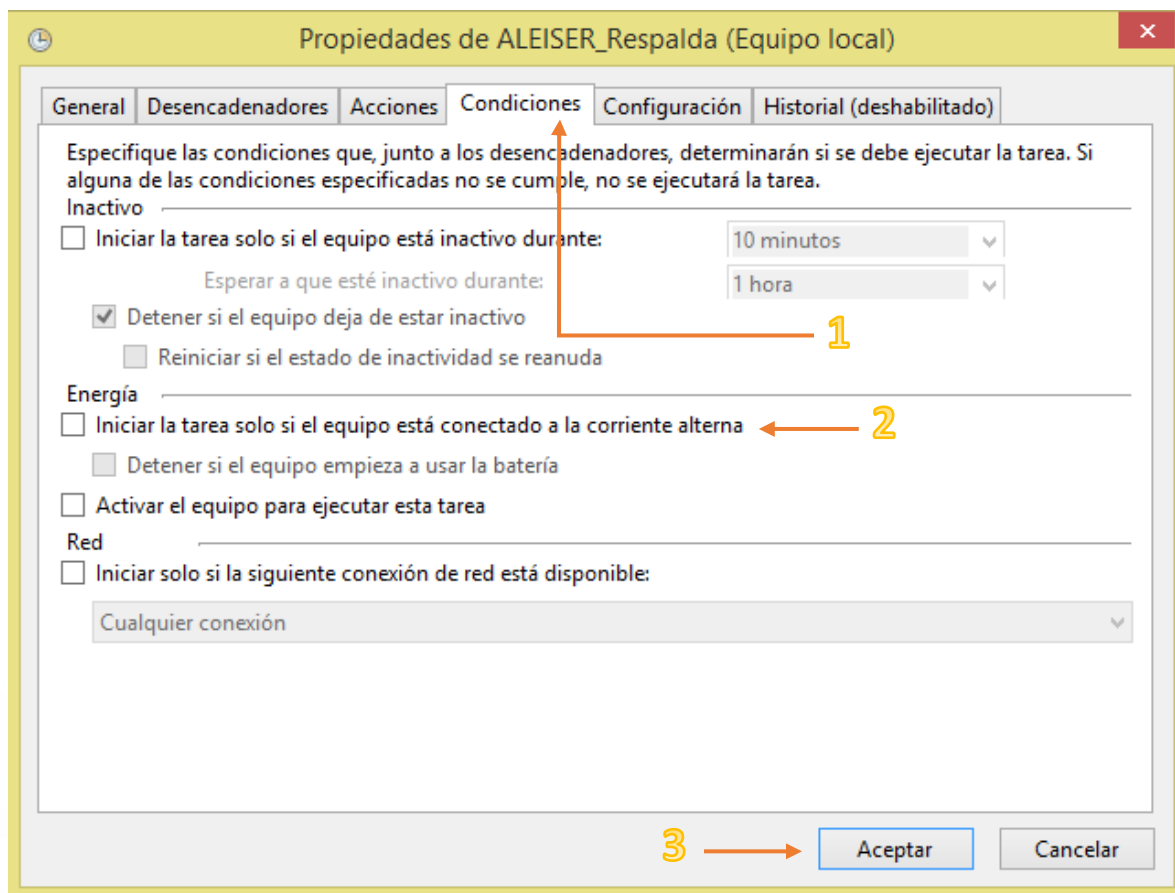 Propiedades de ALEISER_Respalda (Equipo local)
General
Desencadenadores
Acciones
Condiciones
Configuración
Historial (deshabilitado)
Especifique las condiciones que, junto a los desencadenadores, determinarán si se debe ejecutar la tarea. Si
alguna de las condiciones especificadas no se cumple, no se ejecutará la tarea.
Inactivo
Iniciar la tarea solo si el equipo está inactivo durante:
10 minutos
Esperar a que esté inactivo durante:
1 hora
Detener si el equipo deja de estar inactivo
1
Reiniciar si el estado de inactividad se reanuda
Energía
Iniciar la tarea solo si el equipo está conectado a la corriente alterna
2
Detener si el equipo empieza a usar la batería
Activar el equipo para ejecutar esta tarea
Red
Iniciar solo si la siguiente conexión de red está disponible:
Cualquier conexión
3
Aceptar
Cancelar